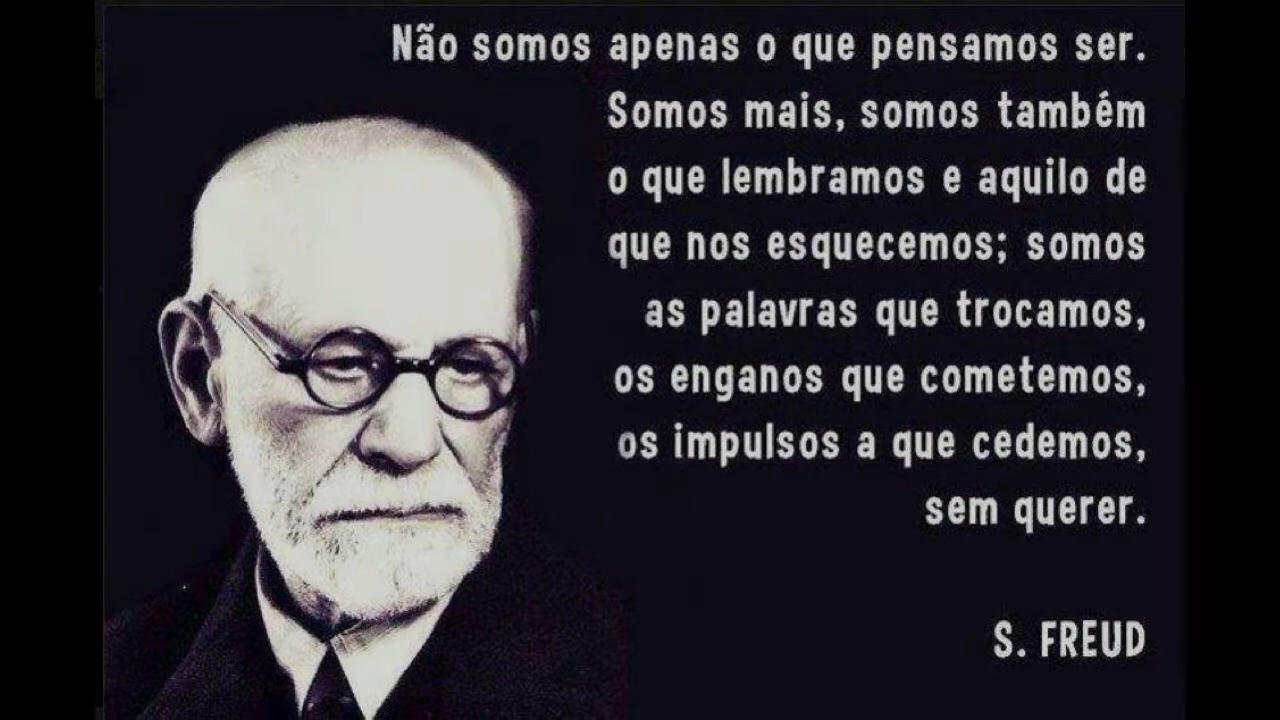 Não somos apenas o que pensamos ser.
Somos mais, somos também
o que lembramos e aquilo de
que nos esquecemos; somos
as palavras que trocamos,
os enganos que cometemos,
os impulsos a que cedemos,
sem querer.
S. FREUD